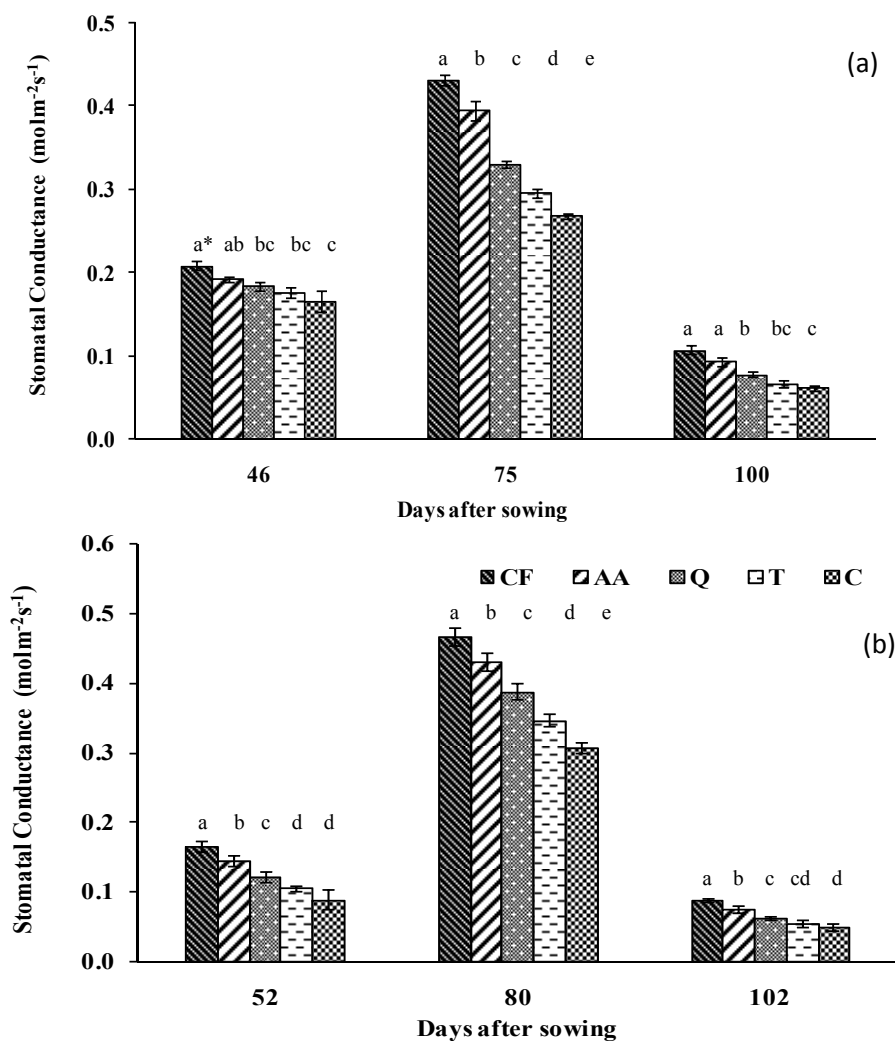 0.5
(a)
a b c d e
0.4
0.3
a* ab bc bc c
0.2
a a b bc c
0.1
0.0
Stomatal Conductance (molm⁻²s⁻¹)
46 75 100
Days after sowing
0.6
CF AA Q T C
0.5
a b c d e
(b)
0.4
0.3
0.2
a b c d d
a b c cd d
0.1
0.0
Stomatal Conductance (molm⁻²s⁻¹)
52 80 102
Days after sowing